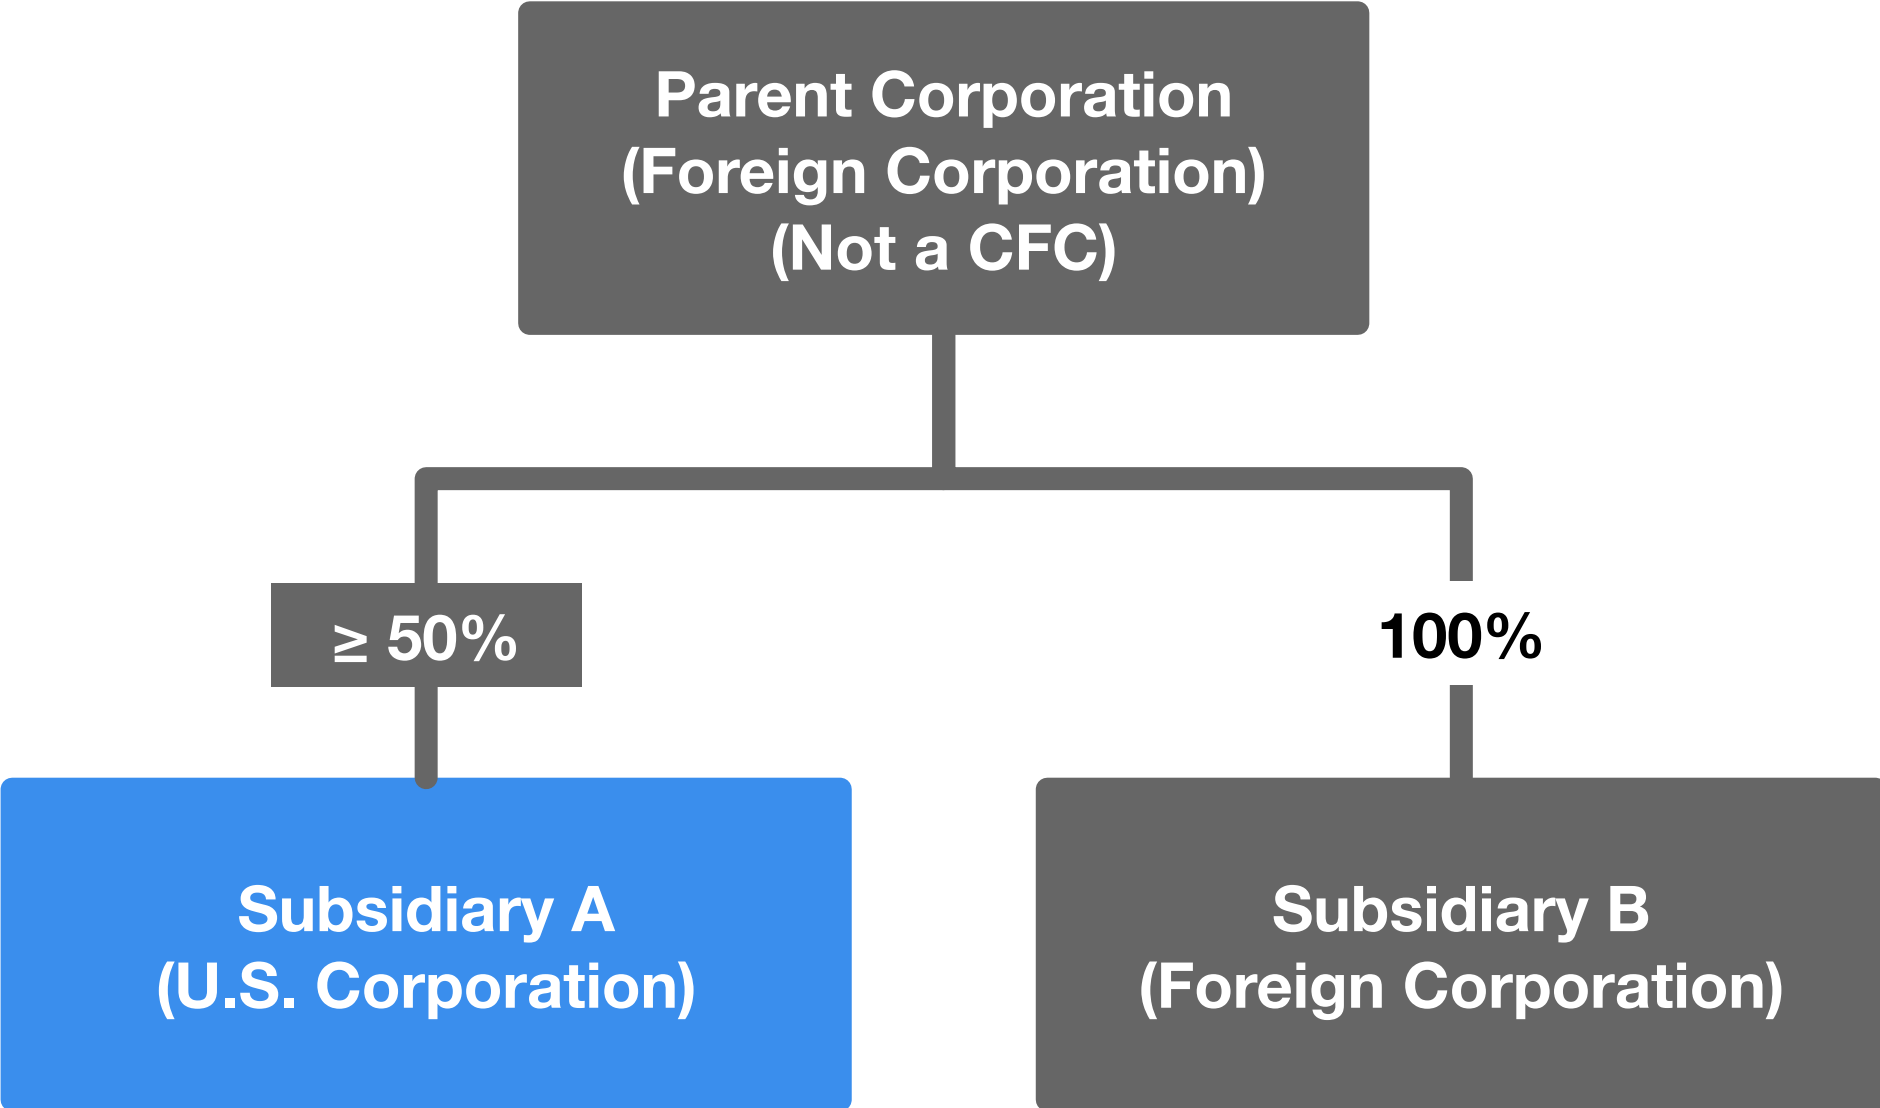 Parent Corporation
(Foreign Corporation)
(Not a CFC)
≥ 50%
100%
Subsidiary A
(U.S. Corporation)
Subsidiary B
(Foreign Corporation)